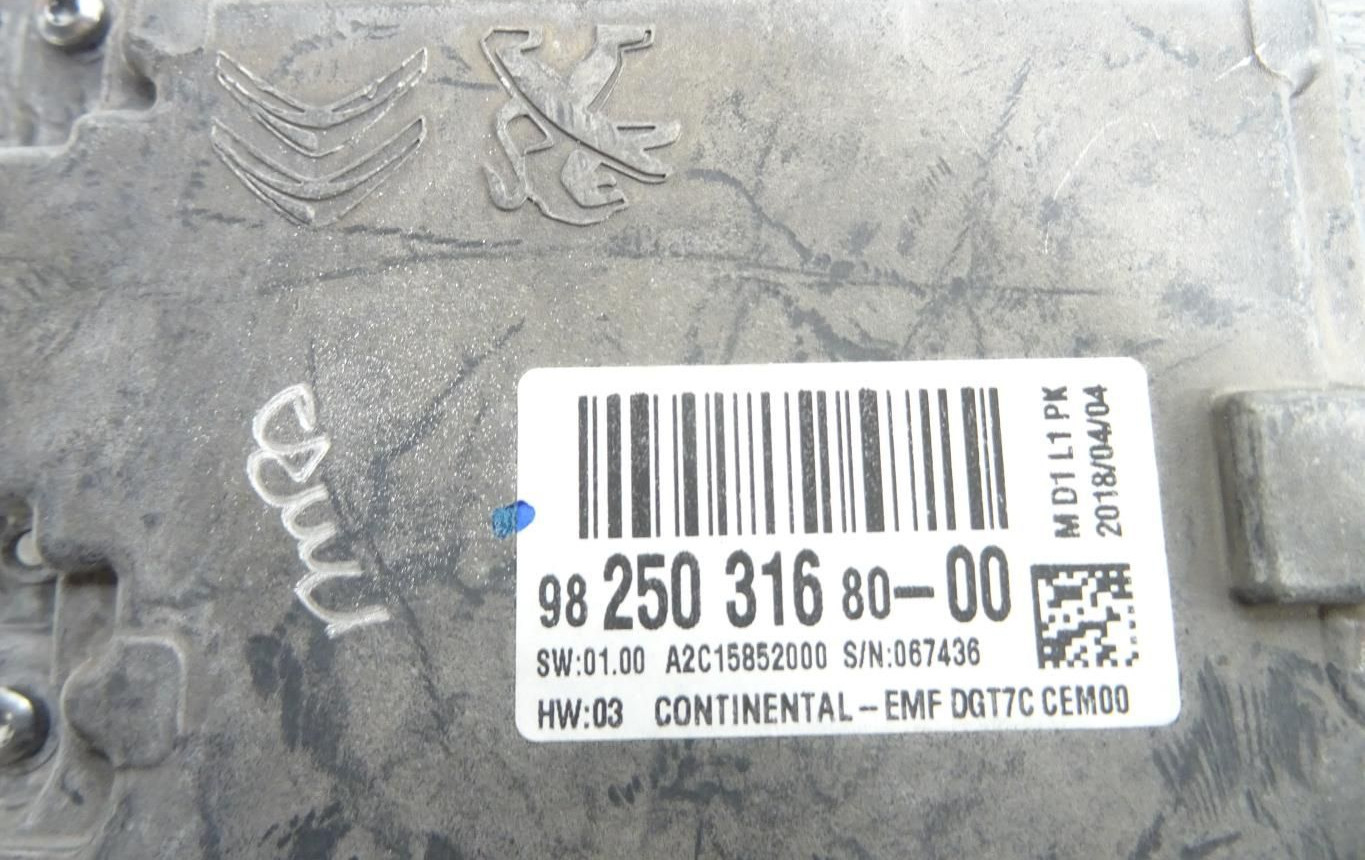 M D1 L1 PK
2018/04/04
98 250 316 80-00
SW:01.00 A2C15852000 S/N:067436
HW:03 CONTINENTAL-EMF DGT7C CEM00